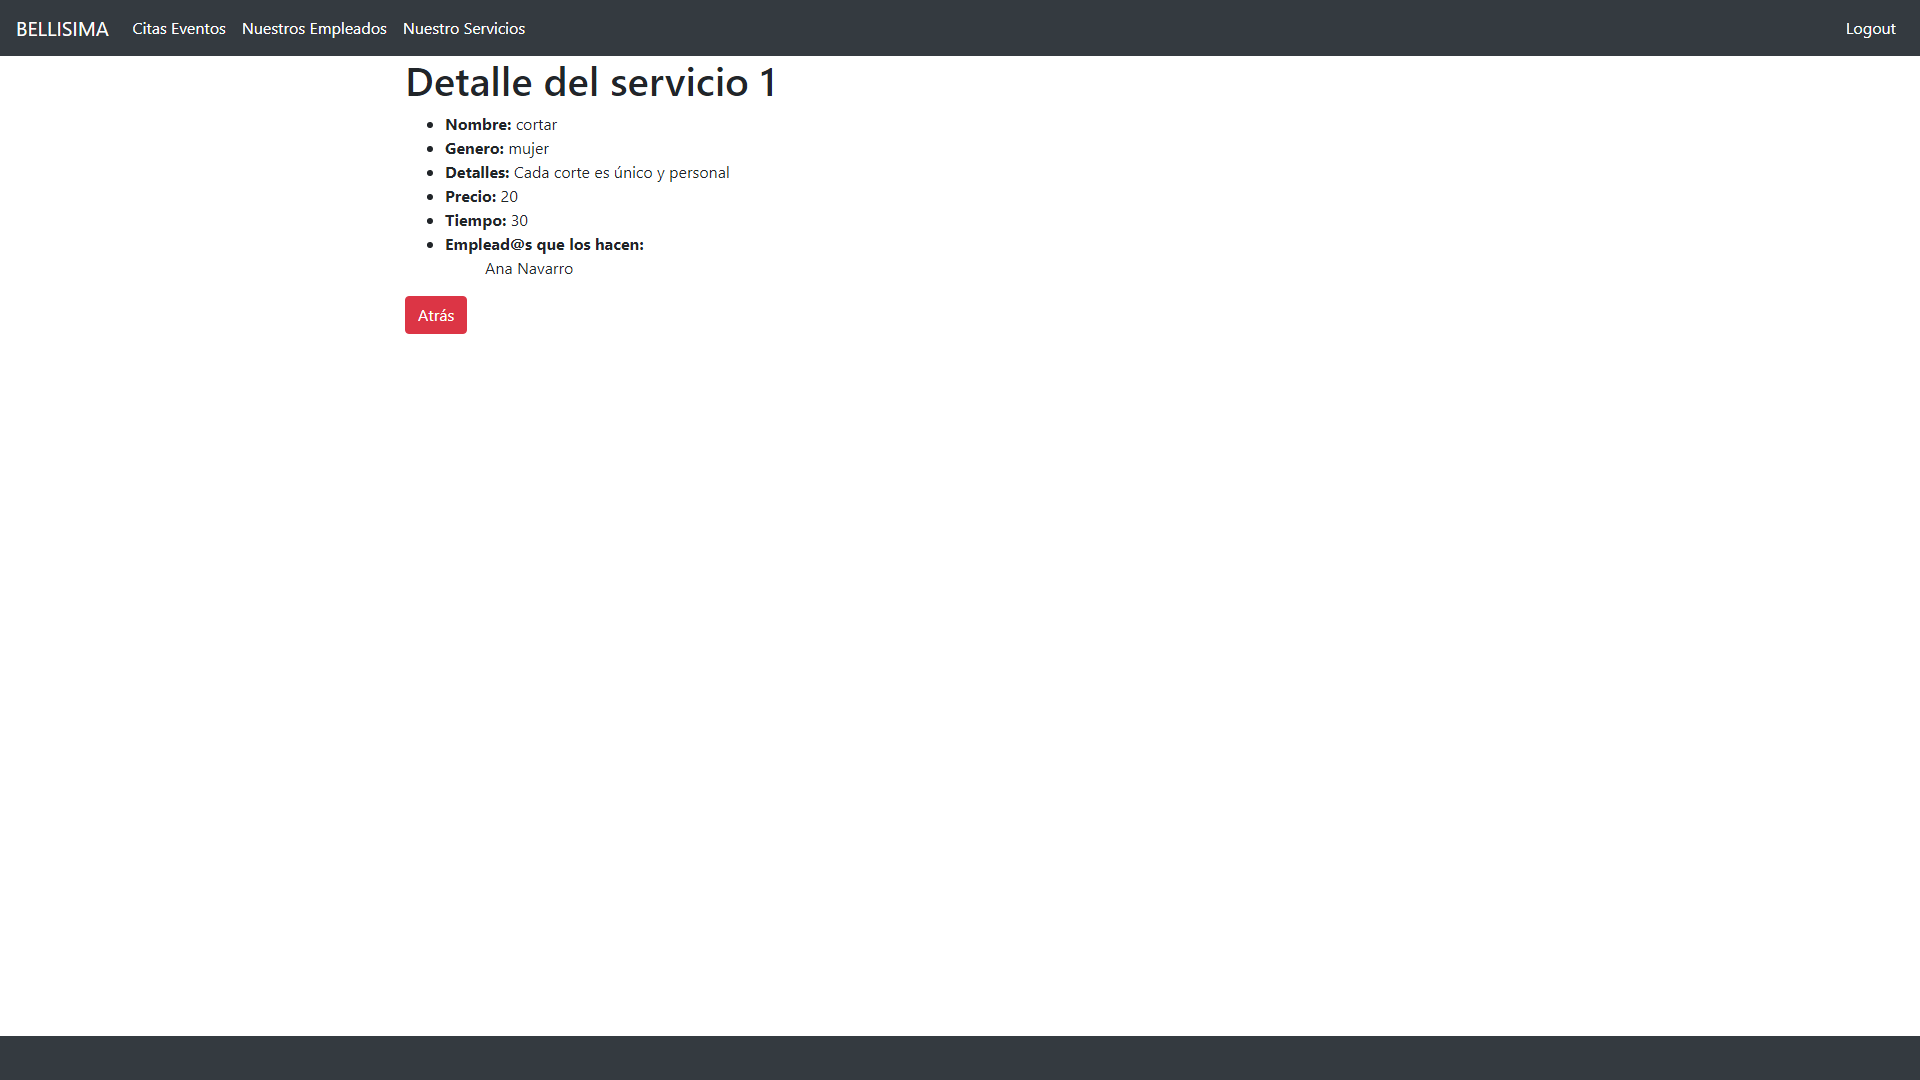 BELLISIMA Citas Eventos Nuestros Empleados Nuestro Servicios Logout
Detalle del servicio 1
Nombre: cortar
Genero: mujer
Detalles: Cada corte es único y personal
Precio: 20
Tiempo: 30
Emplead@s que los hacen:
Ana Navarro
Atrás